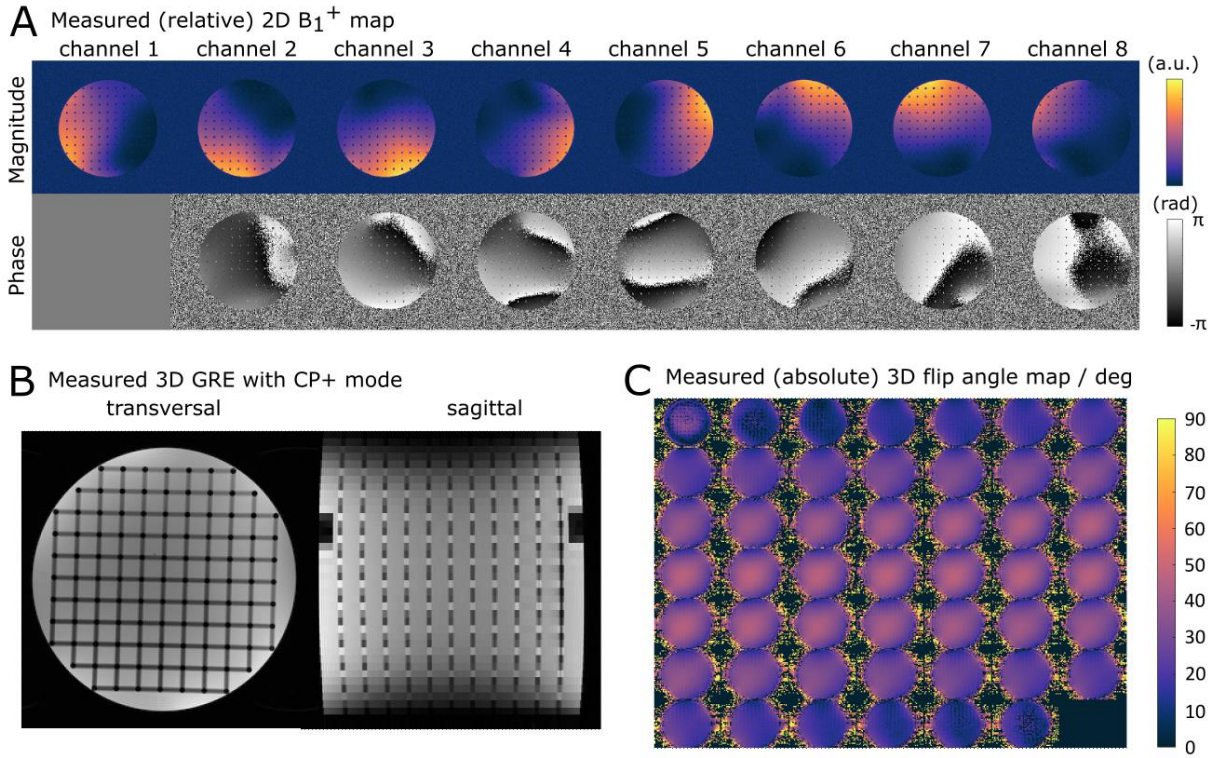 A Measured (relative) 2D B₁⁺ map
channel 1 channel 2 channel 3 channel 4 channel 5 channel 6 channel 7 channel 8
(a.u.)
Magnitude
(rad)
π
Phase
-π
B Measured 3D GRE with CP+ mode
transversal sagittal
C Measured (absolute) 3D flip angle map / deg
90
80
70
60
50
40
30
20
10
0